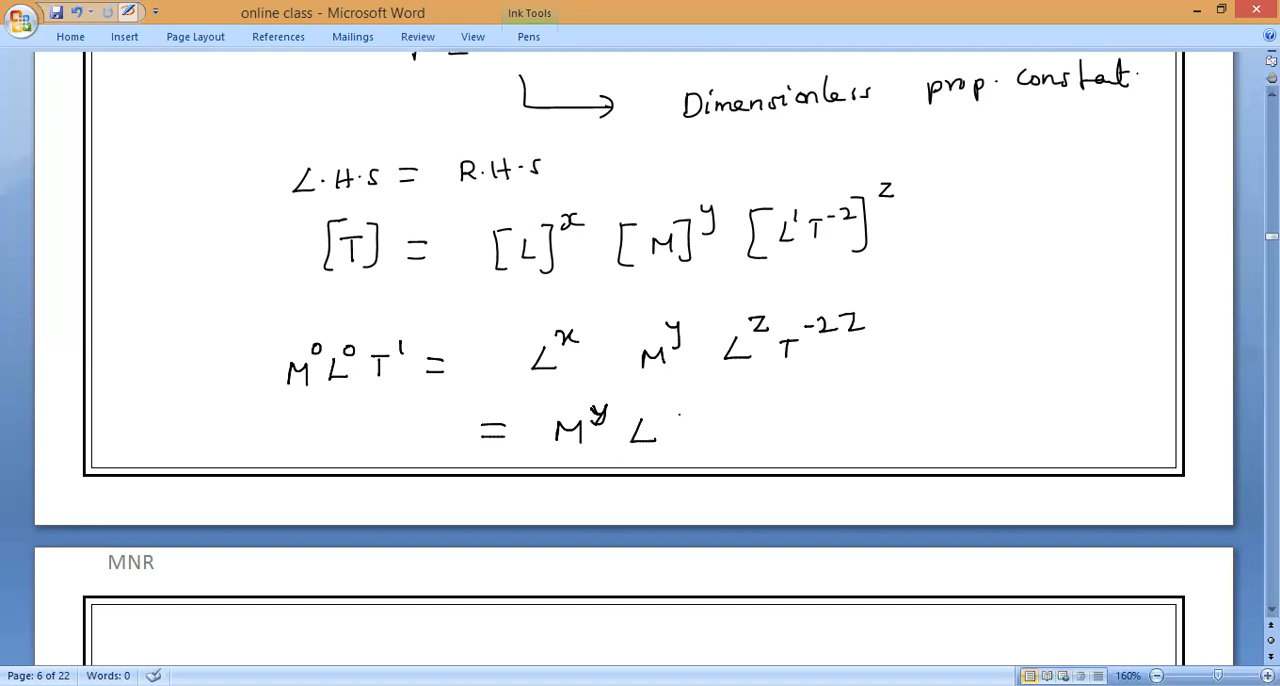 online class - Microsoft Word
Ink Tools
Home Insert Page Layout References Mailings Review View Pens
Dimensionless prop. constat.
L.H.S = R.H.S
[T] = [L]^x [M]^y [L^1 T^-2]^z
M^0 L^0 T^1 = L^x M^y L^z T^-2z
= M^y L
MNR
Page: 6 of 22 Words: 0 160%